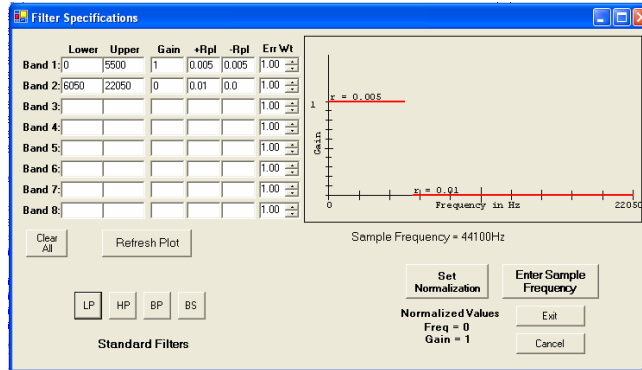 Filter Specifications
Lower Upper Gain +Rpl -Rpl Err Wt
Band 1: 0 5500 1 0.005 0.005 1.00
Band 2: 6050 22050 0 0.01 0.0 1.00
Band 3: 1.00
Band 4: 1.00
Band 5: 1.00
Band 6: 1.00
Band 7: 1.00
Band 8: 1.00
r = 0.005
1
Gain
r = 0.01
0 Frequency in Hz 22050
Clear All
Refresh Plot
Sample Frequency = 44100Hz
Set Normalization
Enter Sample Frequency
LP HP BP BS
Normalized Values
Freq = 0
Gain = 1
Exit
Cancel
Standard Filters